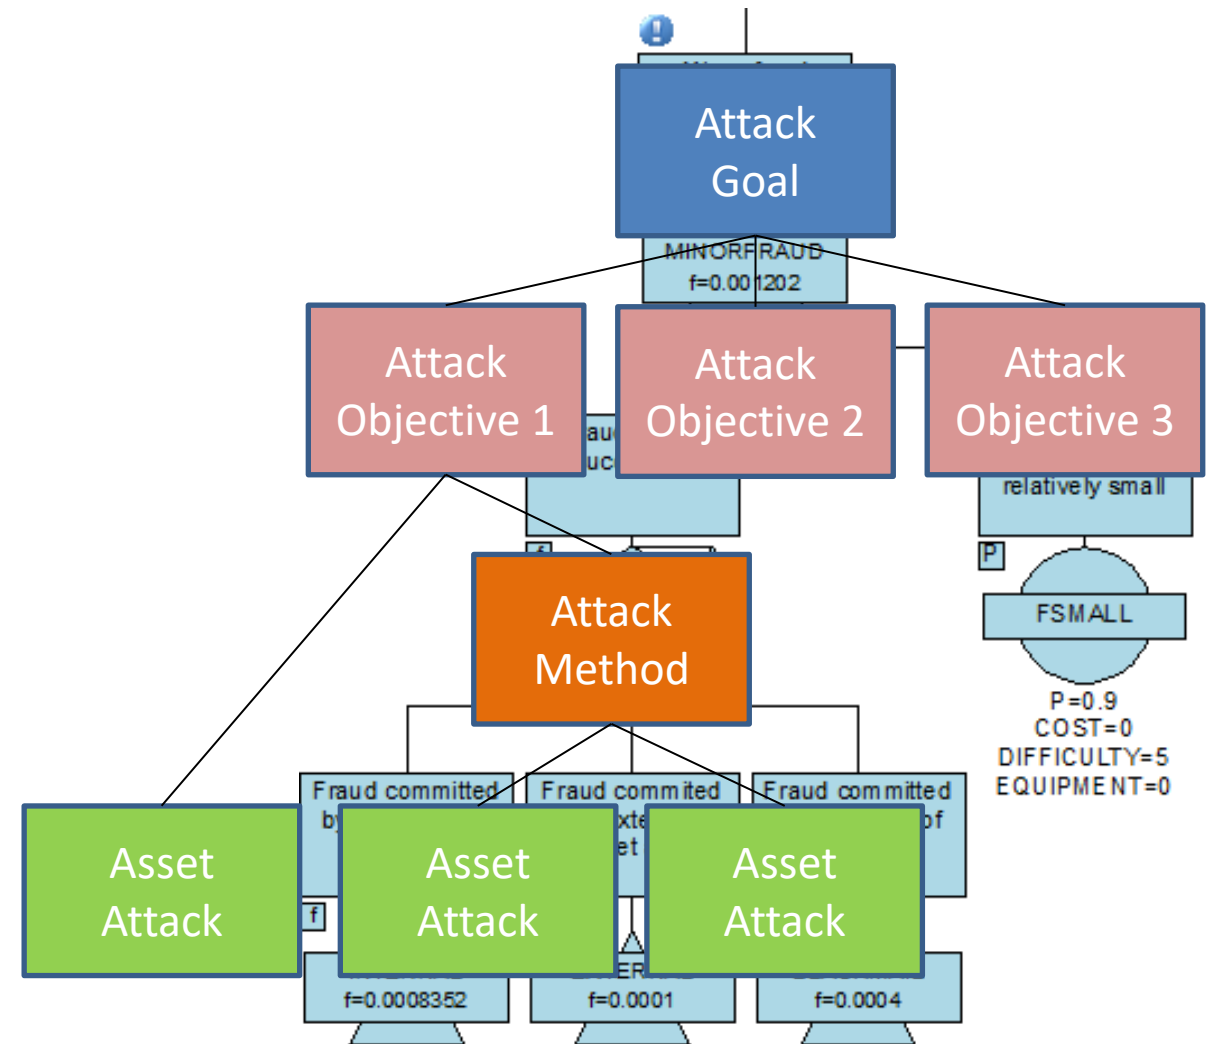 Attack
Goal
MINORFRAUD
f=0.001202
Attack
Objective 1
Attack
Objective 2
Attack
Objective 3
relatively small
P
FSMALL
P=0.9
COST=0
DIFFICULTY=5
EQUIPMENT=0
Attack
Method
Fraud committed
Fraud commited
Fraud committed
of
Asset
Attack
Asset
Attack
Asset
Attack
f
f=0.0008352
f=0.0001
f=0.0004